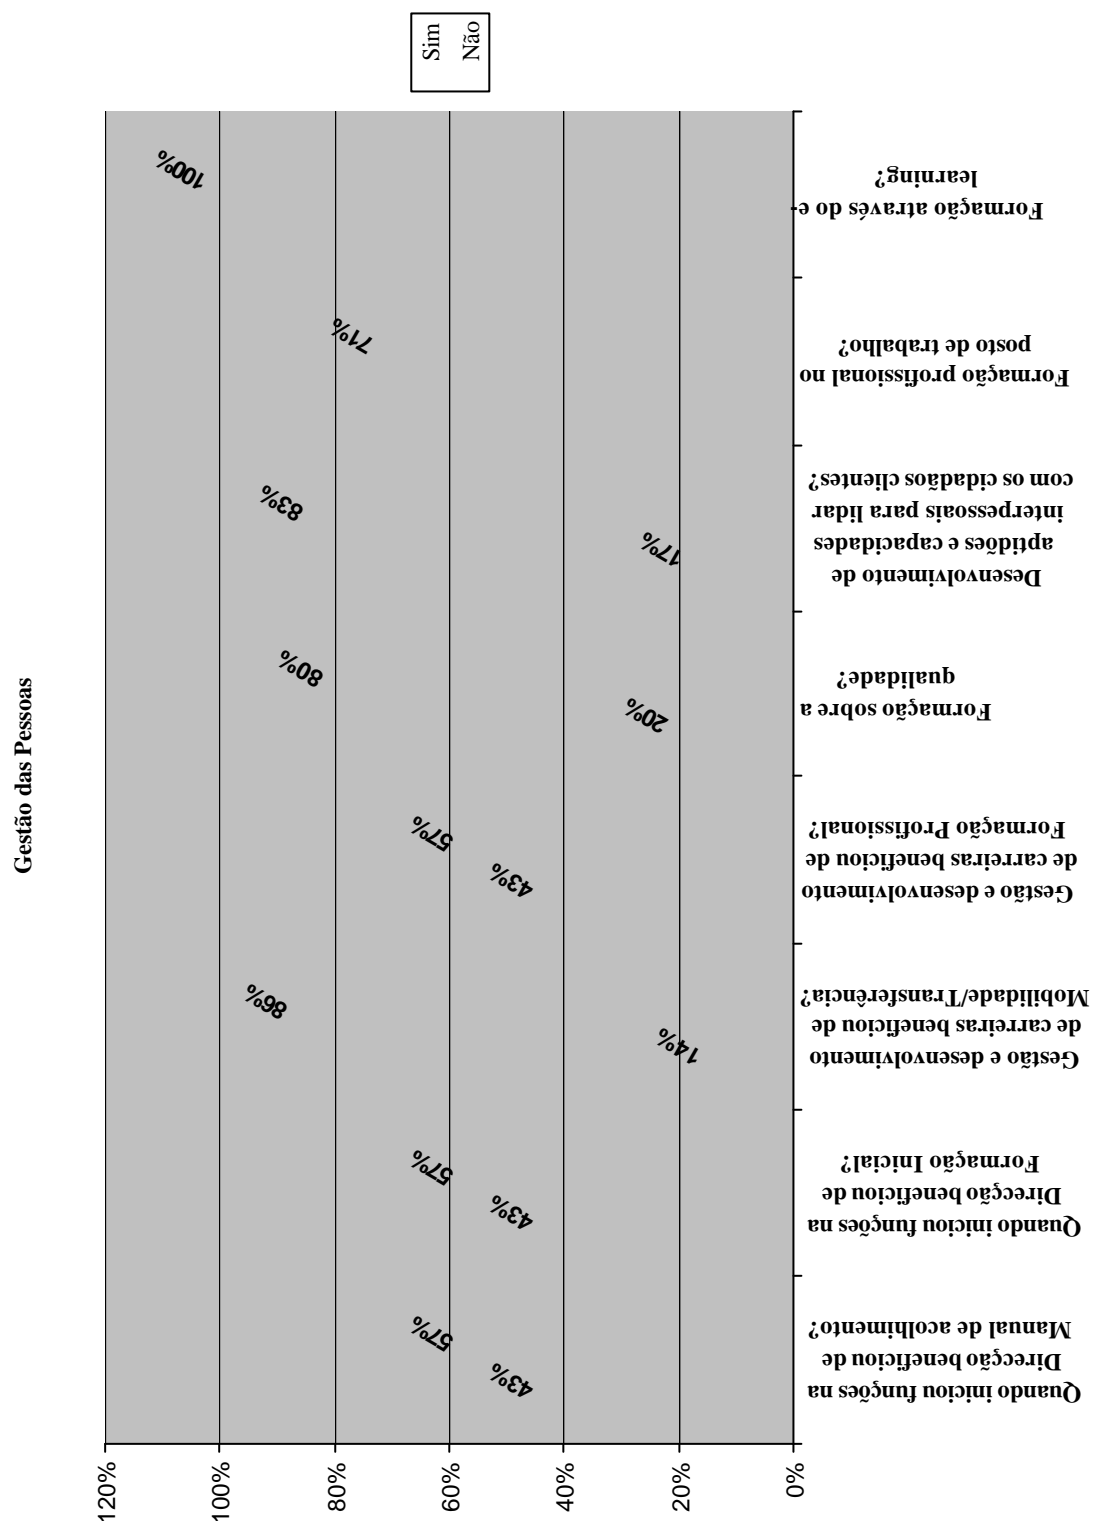 Gestão das Pessoas
Sim
Não
120%
100%
80%
60%
40%
20%
0%
43%
57%
43%
57%
14%
86%
43%
57%
20%
80%
17%
83%
71%
100%
Quando iniciou funções na
Direcção beneficiou de
Manual de acolhimento?
Quando iniciou funções na
Direcção beneficiou de
Formação Inicial?
Gestão e desenvolvimento
de carreiras beneficiou de
Mobilidade/Transferência?
Gestão e desenvolvimento
de carreiras beneficiou de
Formação Profissional?
Formação sobre a
qualidade?
Desenvolvimento de
aptidões e capacidades
interpessoais para lidar
com os cidadãos clientes?
Formação profissional no
posto de trabalho?
Formação através do e-
learning?